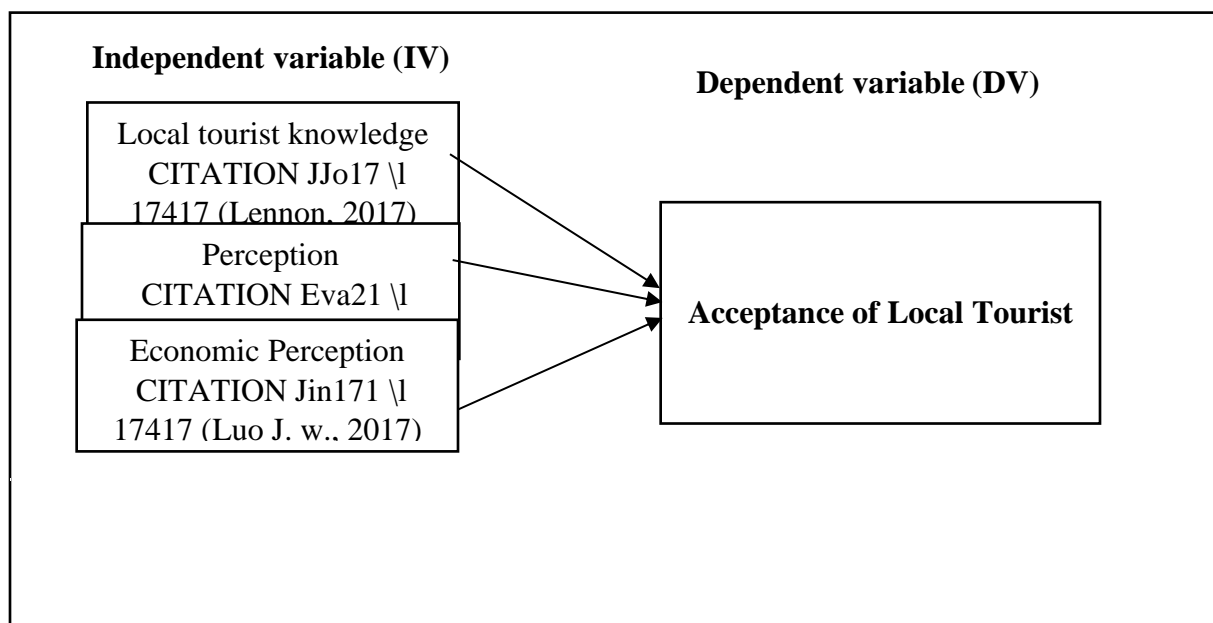 Independent variable (IV)
Dependent variable (DV)
Local tourist knowledge
CITATION JJo17 \l
17417 (Lennon, 2017)
Perception
CITATION Eva21 \l
Economic Perception
CITATION Jin171 \l
17417 (Luo J. w., 2017)
Acceptance of Local Tourist